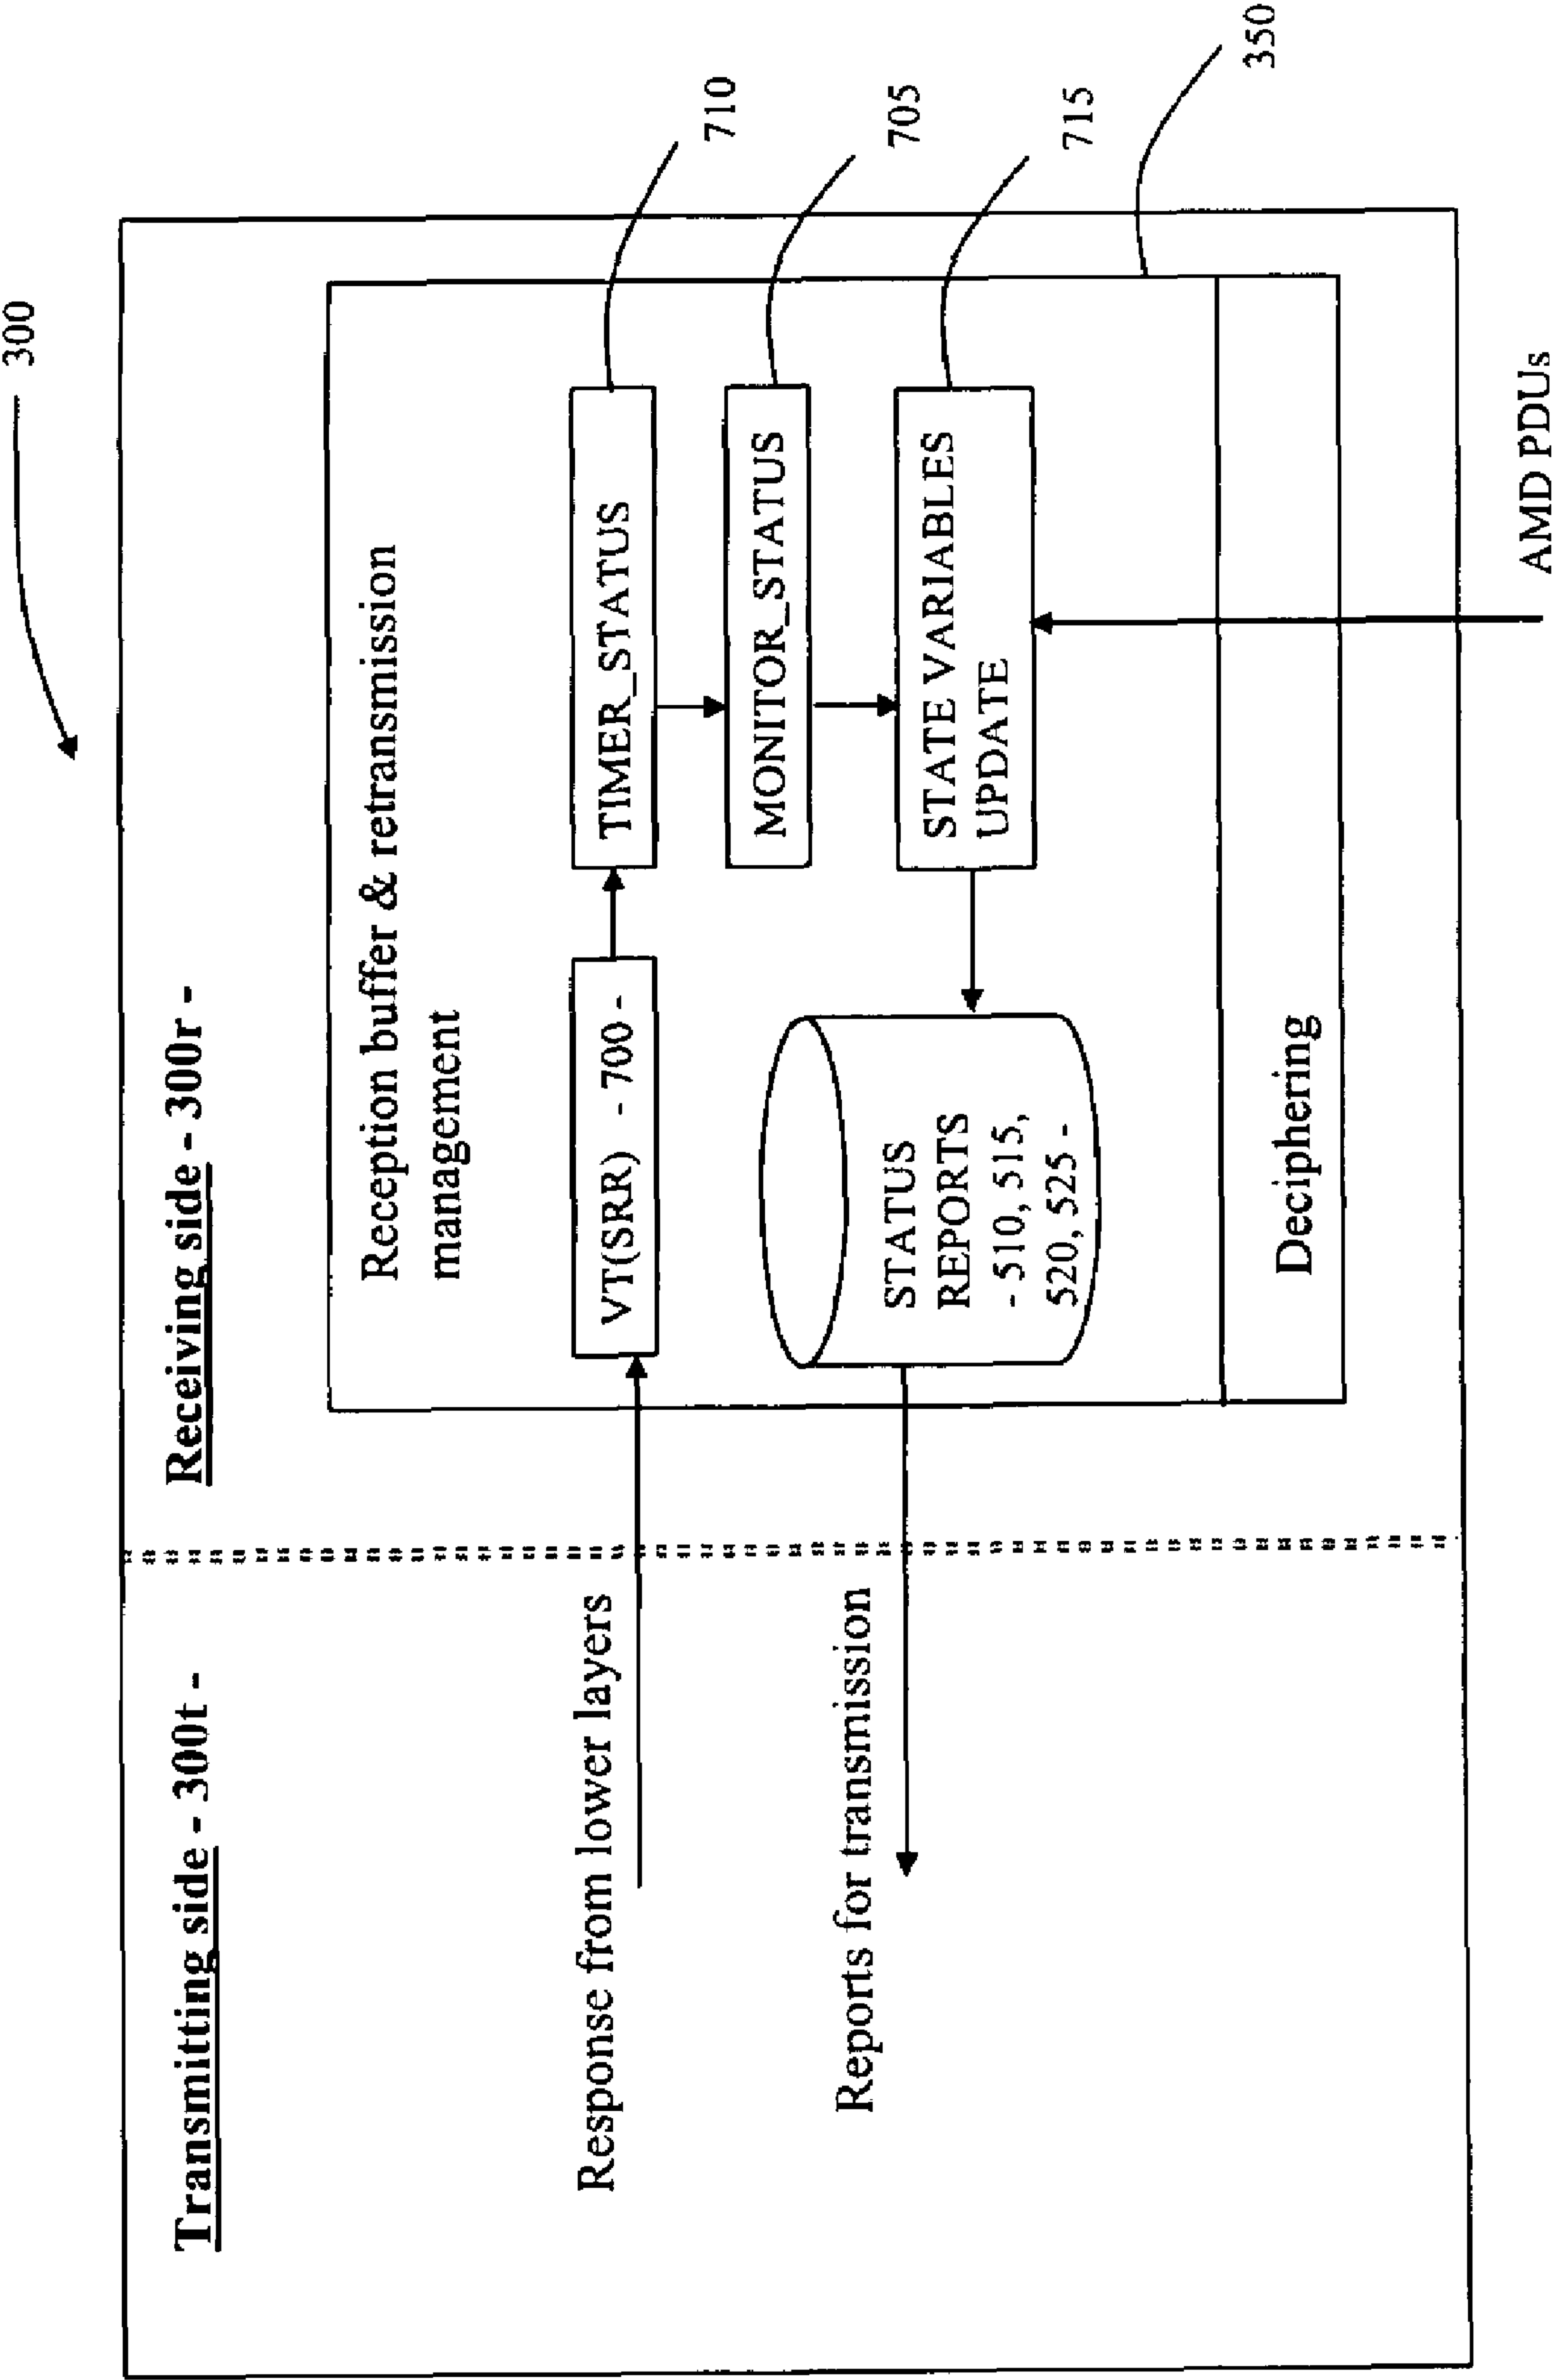 300
Transmitting side - 300t -
Receiving side - 300r -
Reception buffer & retransmission
management
Response from lower layers
VT(SRR) - 700 -
TIMER_STATUS
710
MONITOR_STATUS
705
Reports for transmission
STATUS
REPORTS
- 510, 515,
520, 525 -
STATE VARIABLES
UPDATE
715
350
Deciphering
AMD PDUs